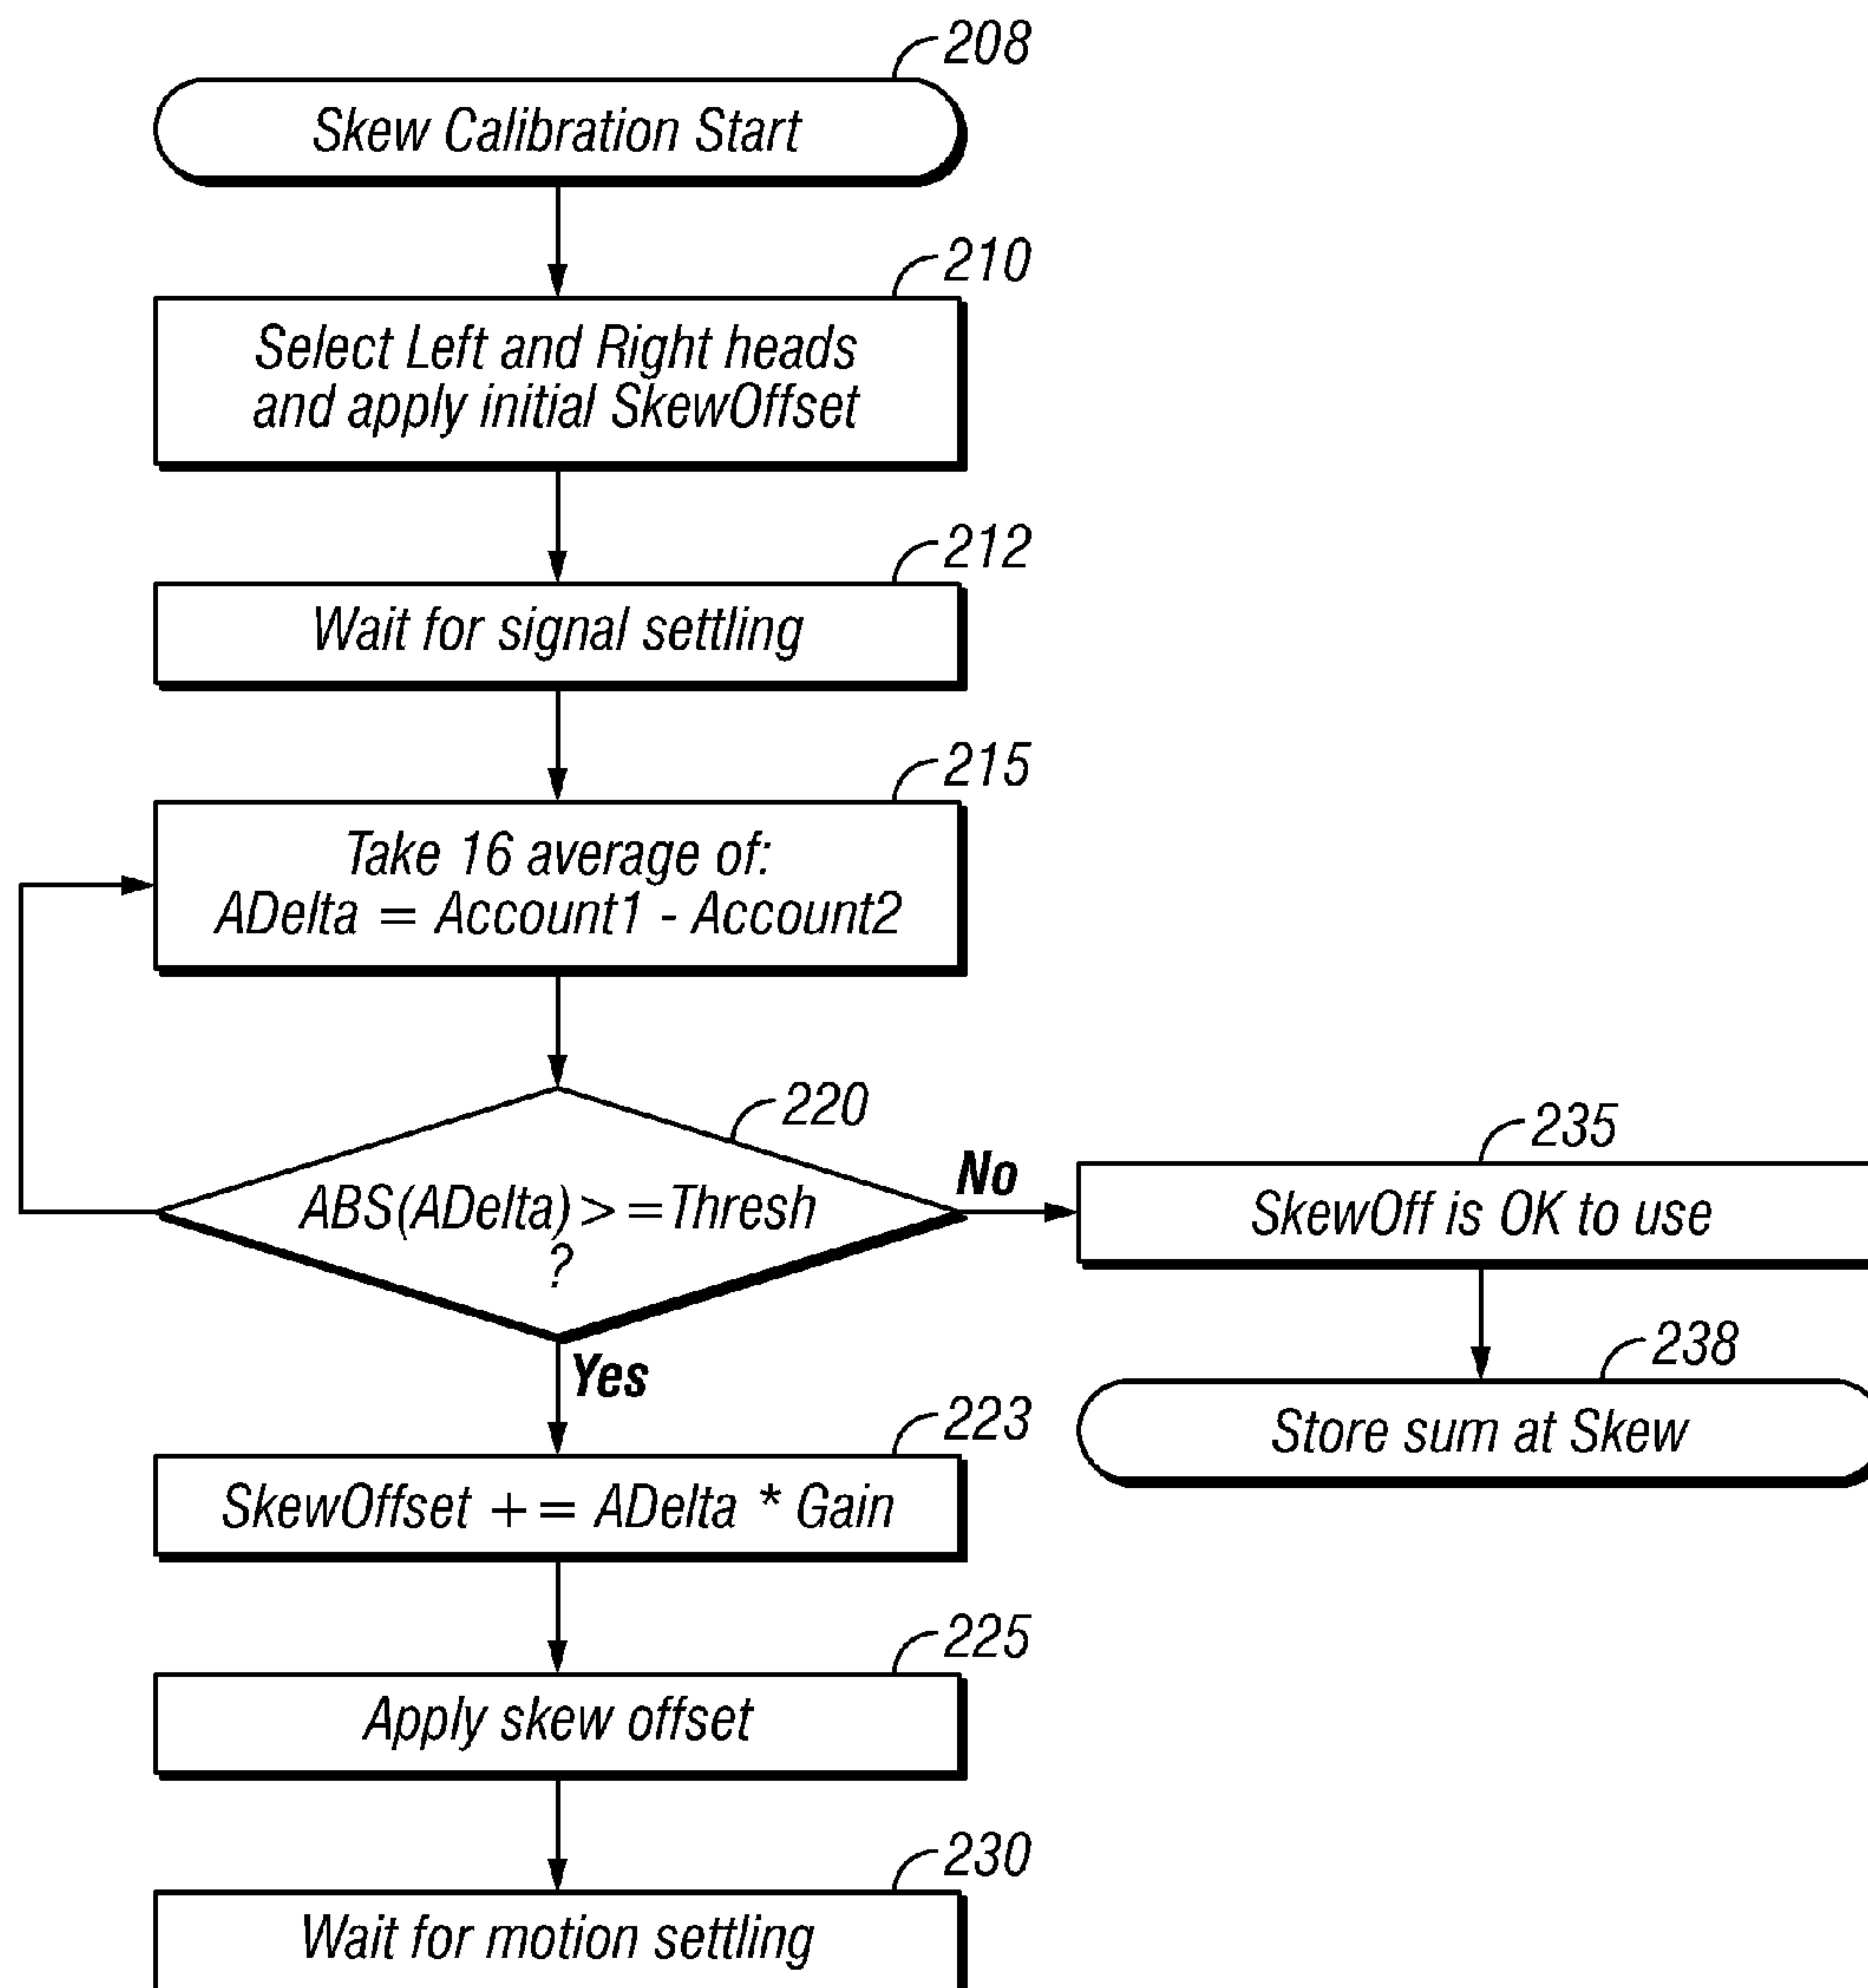 208
Skew Calibration Start
210
Select Left and Right heads
and apply initial SkewOffset
212
Wait for signal settling
215
Take 16 average of:
ADelta = Account1 - Account2
220
ABS(ADelta)>=Thresh
?
No
235
SkewOff is OK to use
238
Store sum at Skew
Yes
223
SkewOffset += ADelta * Gain
225
Apply skew offset
230
Wait for motion settling